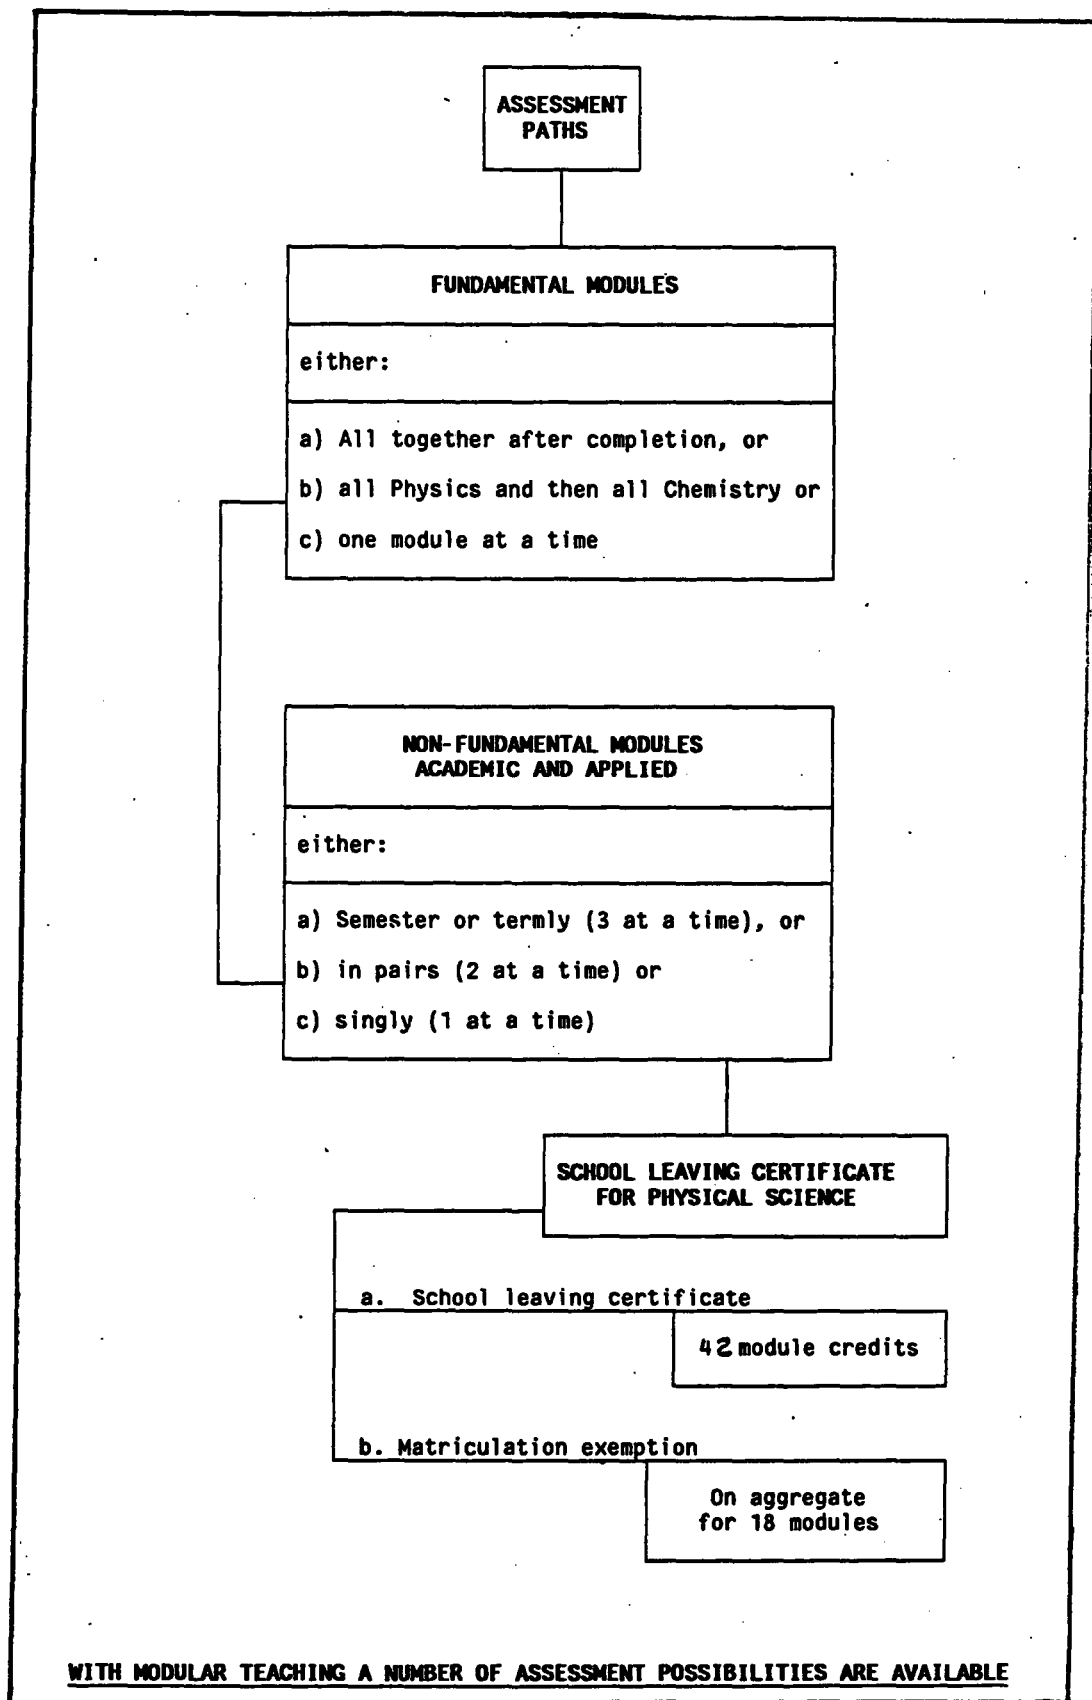 ASSESSMENT
PATHS
FUNDAMENTAL MODULES
either:
a) All together after completion, or
b) all Physics and then all Chemistry or
c) one module at a time
NON-FUNDAMENTAL MODULES
ACADEMIC AND APPLIED
either:
a) Semester or termly (3 at a time), or
b) in pairs (2 at a time) or
c) singly (1 at a time)
SCHOOL LEAVING CERTIFICATE
FOR PHYSICAL SCIENCE
a. School leaving certificate
42 module credits
b. Matriculation exemption
On aggregate
for 18 modules
WITH MODULAR TEACHING A NUMBER OF ASSESSMENT POSSIBILITIES ARE AVAILABLE